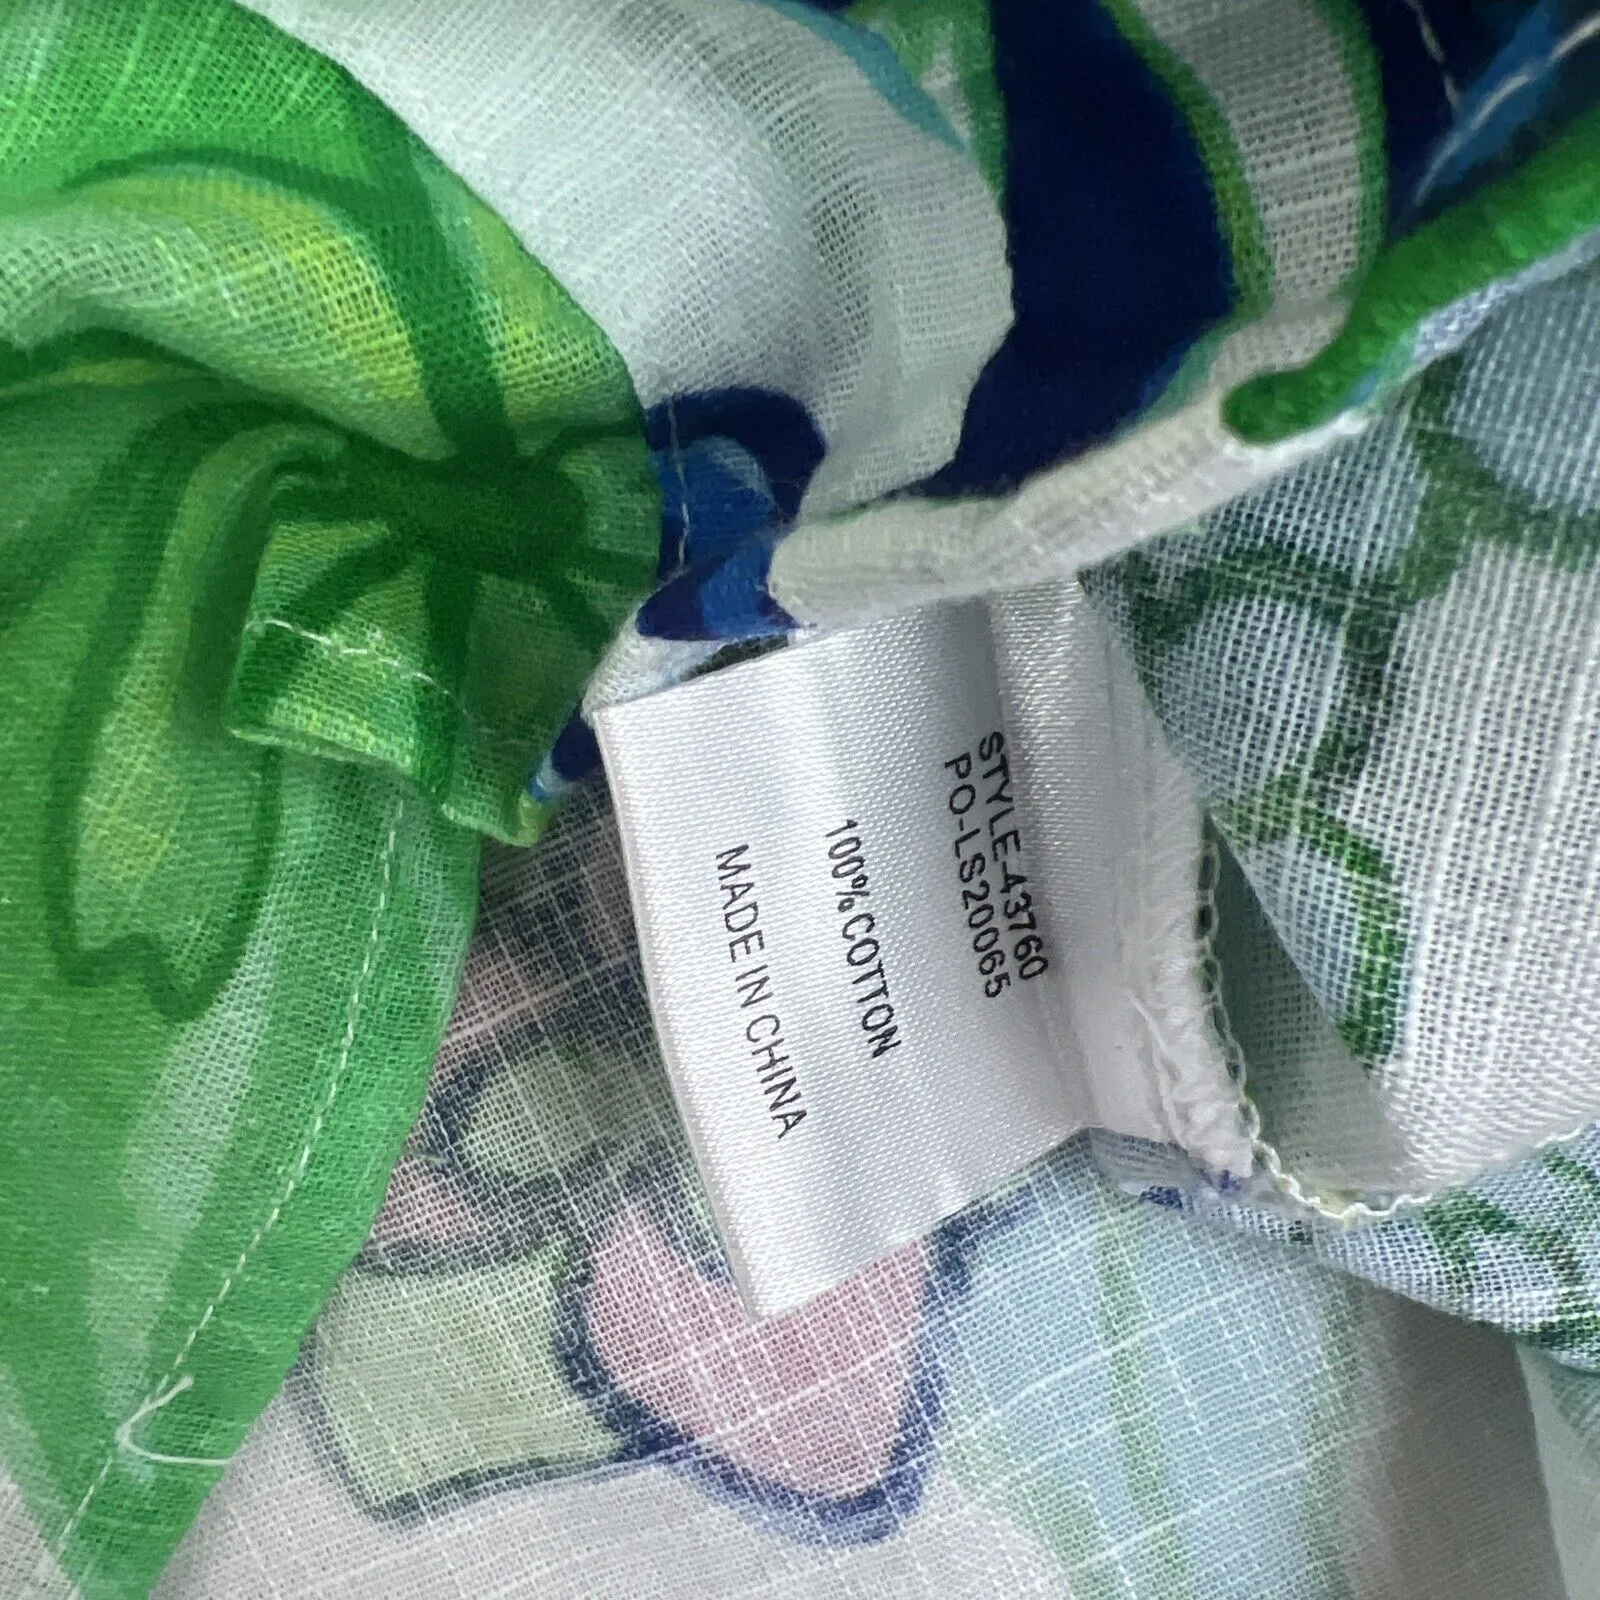 STYLE-43760
PO-LS20065
100%COTTON
MADE IN CHINA